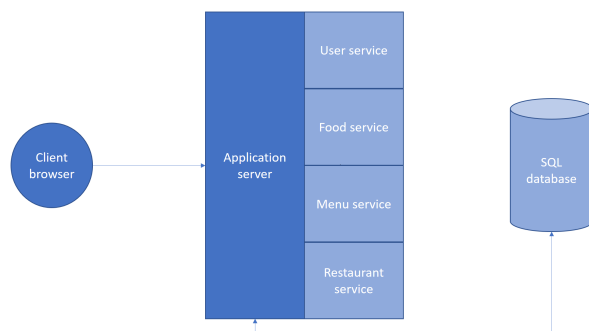 User service
Food service
Client
browser
Application
server
SQL
database
Menu service
Restaurant
service